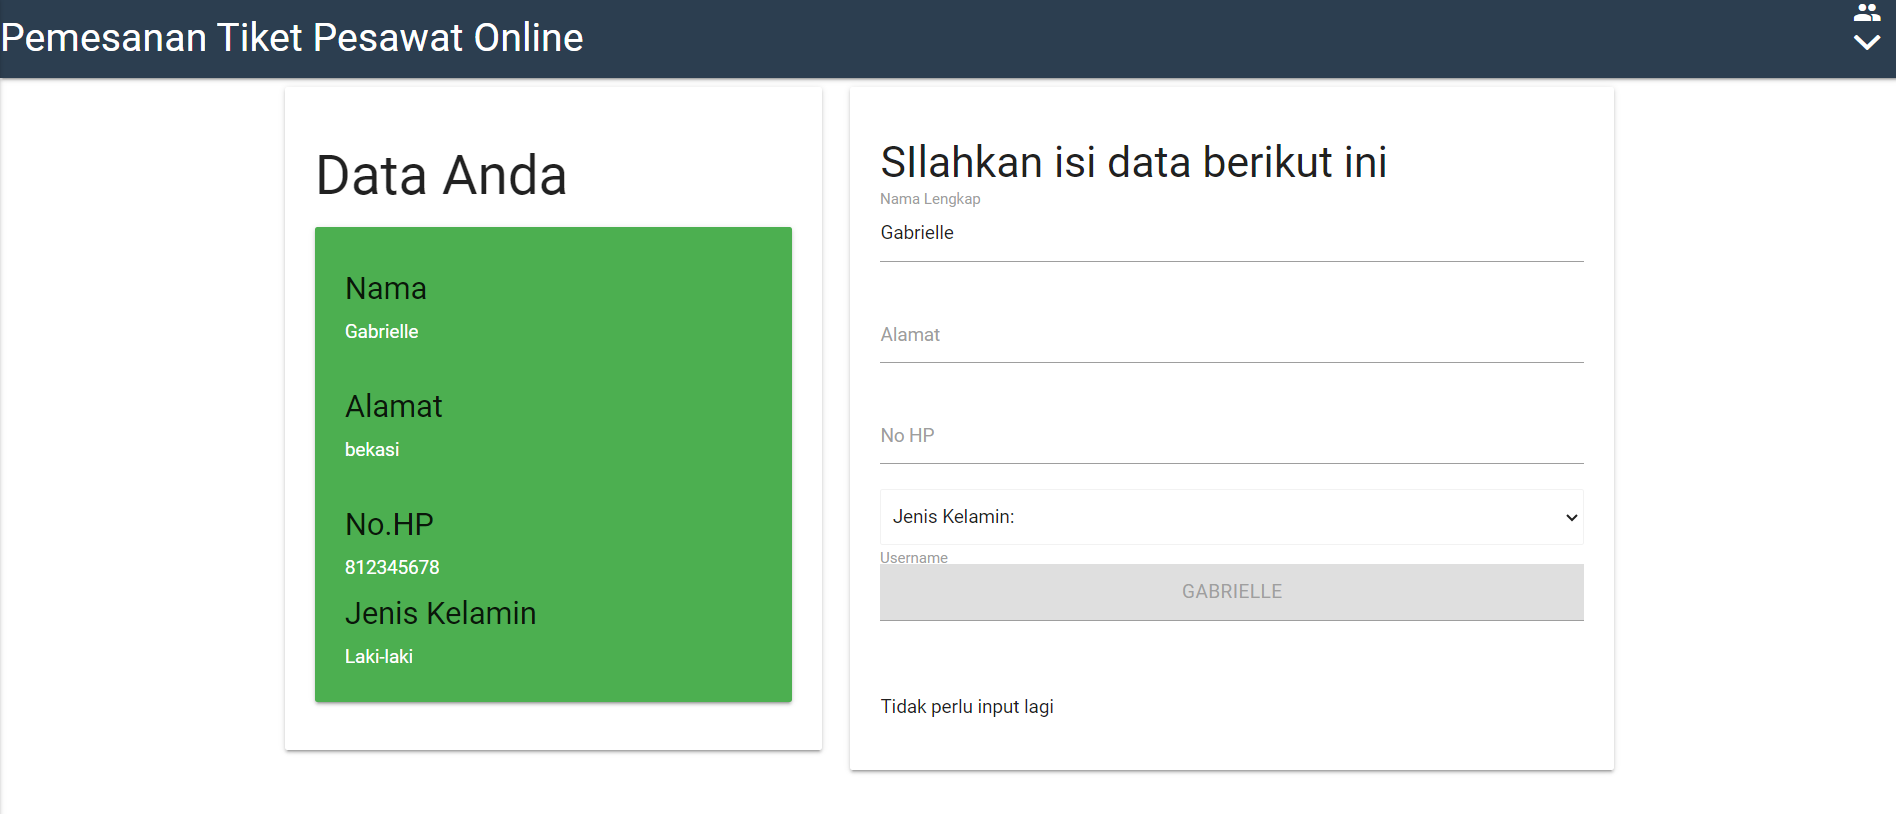 Pemesanan Tiket Pesawat Online
Data Anda
Nama
Gabrielle
Alamat
bekasi
No.HP
812345678
Jenis Kelamin
Laki-laki
SIlahkan isi data berikut ini
Nama Lengkap
Gabrielle
Alamat
No HP
Jenis Kelamin:
Username
GABRIELLE
Tidak perlu input lagi